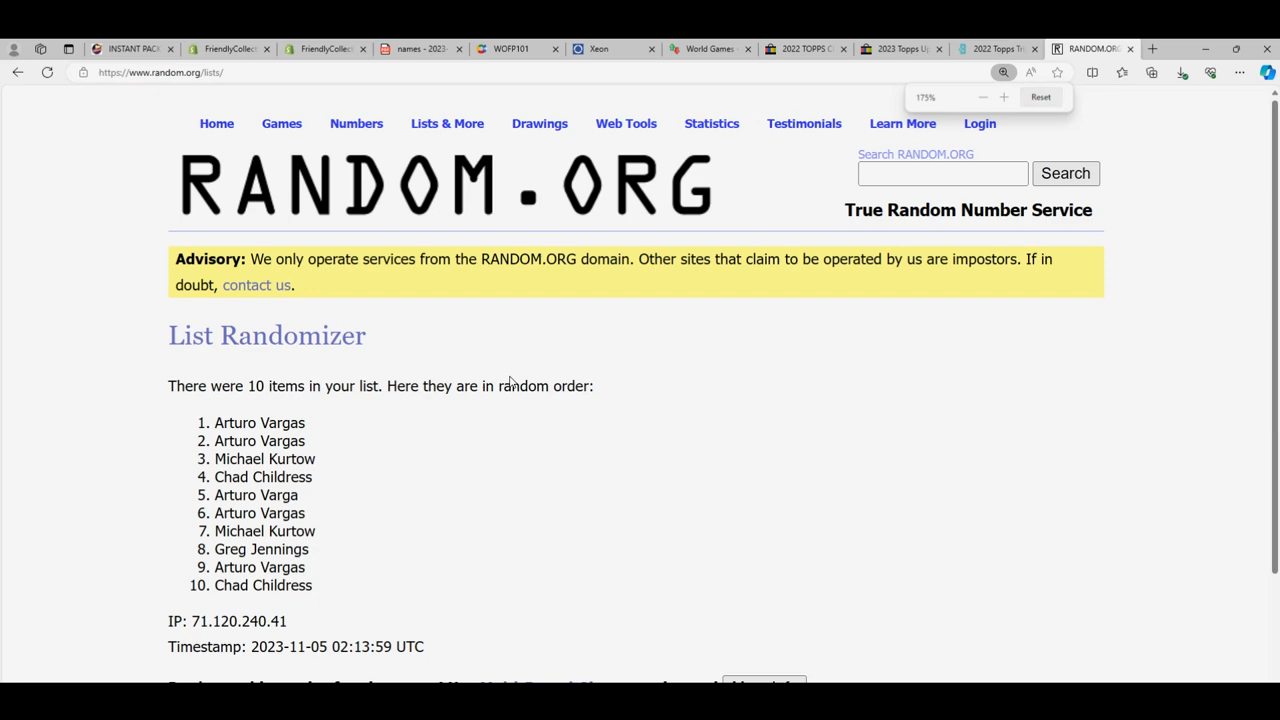 INSTANT PACK
FriendlyCollect
FriendlyCollect
names - 2023-
WOFP101
Xeon
World Games -
2022 TOPPS C
2023 Topps Up
2022 Topps Tri
RANDOM.ORG
https://www.random.org/lists/
175%
Reset
Home
Games
Numbers
Lists & More
Drawings
Web Tools
Statistics
Testimonials
Learn More
Login
RANDOM.ORG
Search RANDOM.ORG
Search
True Random Number Service
Advisory: We only operate services from the RANDOM.ORG domain. Other sites that claim to be operated by us are impostors. If in
doubt, contact us.
List Randomizer
There were 10 items in your list. Here they are in random order:
1. Arturo Vargas
2. Arturo Vargas
3. Michael Kurtow
4. Chad Childress
5. Arturo Varga
6. Arturo Vargas
7. Michael Kurtow
8. Greg Jennings
9. Arturo Vargas
10. Chad Childress
IP: 71.120.240.41
Timestamp: 2023-11-05 02:13:59 UTC